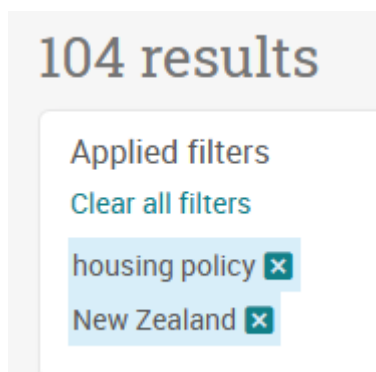 104 results
Applied filters
Clear all filters
housing policy
New Zealand